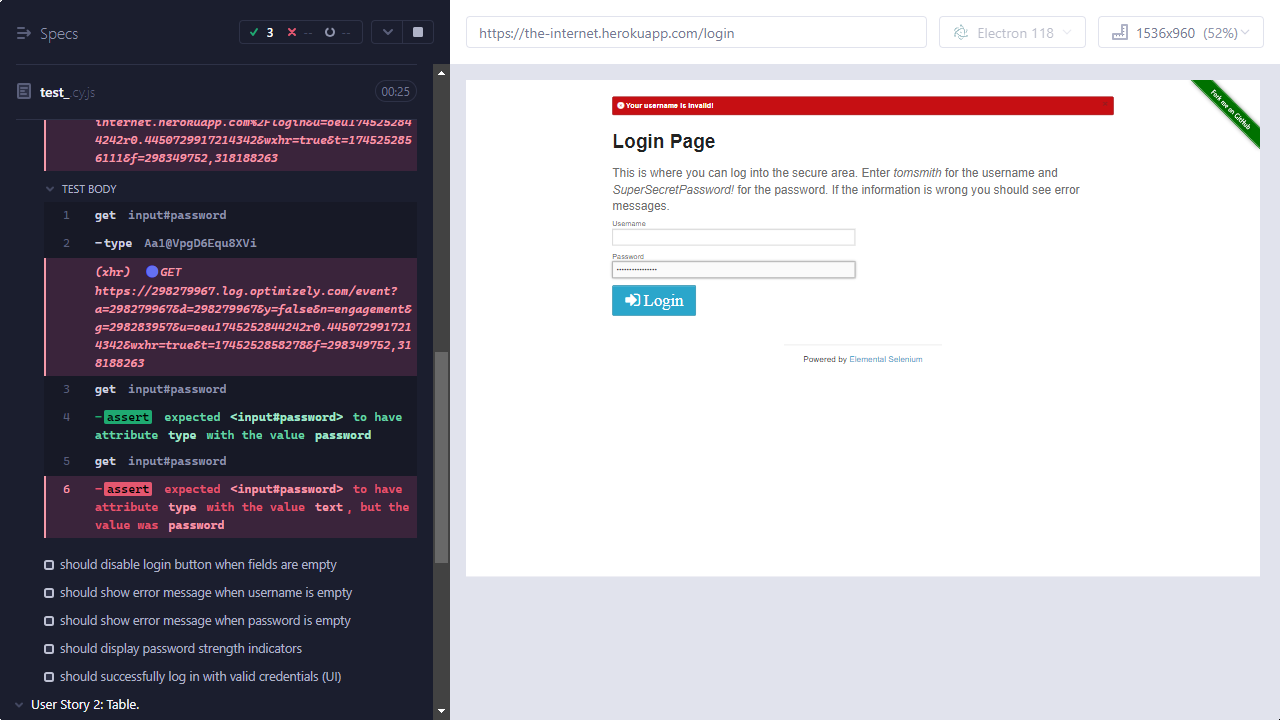 Specs
3
--
--
https://the-internet.herokuapp.com/login
Electron 118
1536x960 (52%)
test_.cy.js
00:25
internet.herokuapp.com%2Flogin&u=oeu174525284
4242r0.4450729917214342&wxhr=true&t=174525285
6111&f=298349752,318188263
TEST BODY
1 get input#password
2 -type Aa1@VpgD6Equ8XVi
(xhr) GET
https://298279967.log.optimizely.com/event?
a=298279967&d=298279967&y=false&n=engagement&
g=298283957&u=oeu1745252844242r0.445072991721
4342&wxhr=true&t=1745252858278&f=298349752,31
8188263
3 get input#password
4 -assert expected <input#password> to have
attribute type with the value password
5 get input#password
6 -assert expected <input#password> to have
attribute type with the value text, but the
value was password
should disable login button when fields are empty
should show error message when username is empty
should show error message when password is empty
should display password strength indicators
should successfully log in with valid credentials (UI)
User Story 2: Table.
Your username is invalid!
Fork me on GitHub
Login Page
This is where you can log into the secure area. Enter tomsmith for the username and
SuperSecretPassword! for the password. If the information is wrong you should see error
messages.
Username
Password
Login
Powered by Elemental Selenium